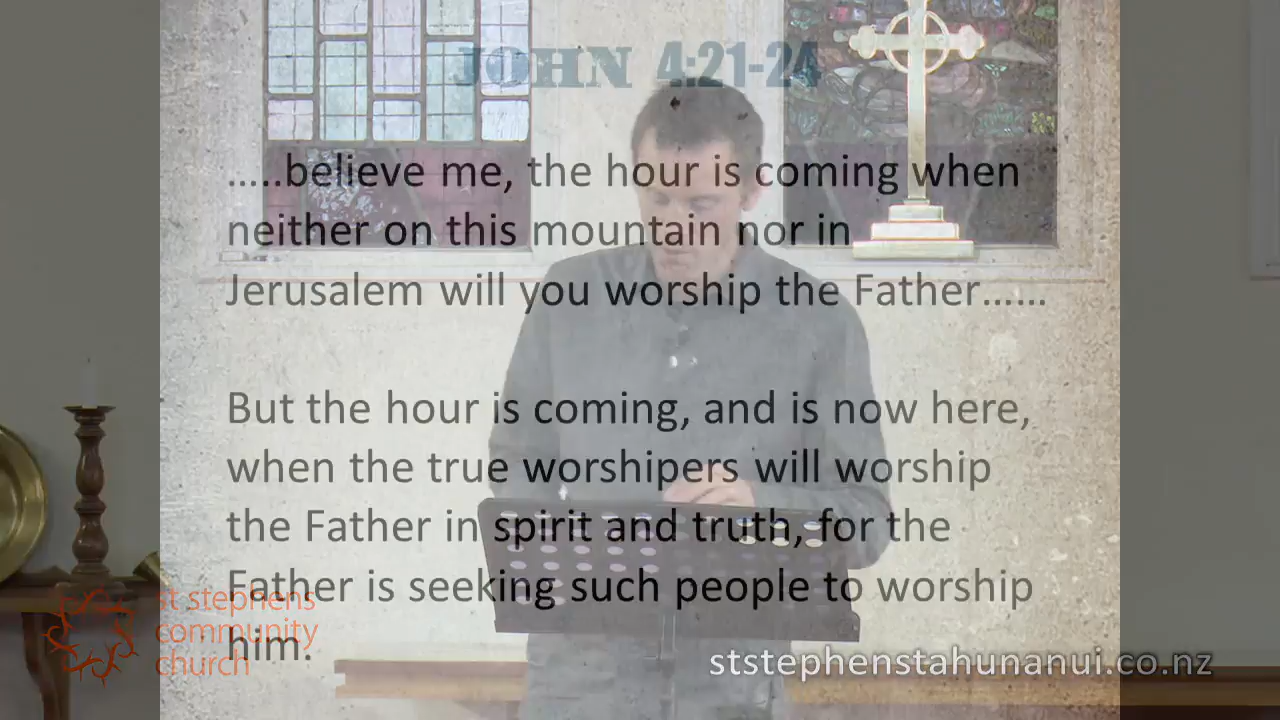 JOHN 4:21-24
…..believe me, the hour is coming when
neither on this mountain nor in
Jerusalem will you worship the Father……
But the hour is coming, and is now here,
when the true worshipers will worship
the Father in spirit and truth, for the
Father is seeking such people to worship
him.
st stephens
community
church
ststephenstahunanui.co.nz